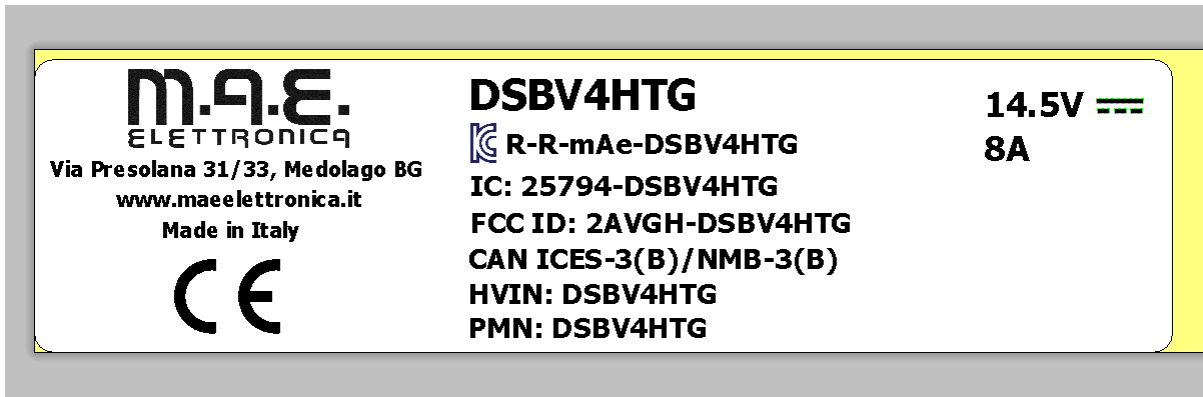 m.a.e.
ELETTRONICA
Via Presolana 31/33, Medolago BG
www.maeelettronica.it
Made in Italy
CE
DSBV4HTG
R-R-mAe-DSBV4HTG
IC: 25794-DSBV4HTG
FCC ID: 2AVGH-DSBV4HTG
CAN ICES-3(B)/NMB-3(B)
HVIN: DSBV4HTG
PMN: DSBV4HTG
14.5V
8A